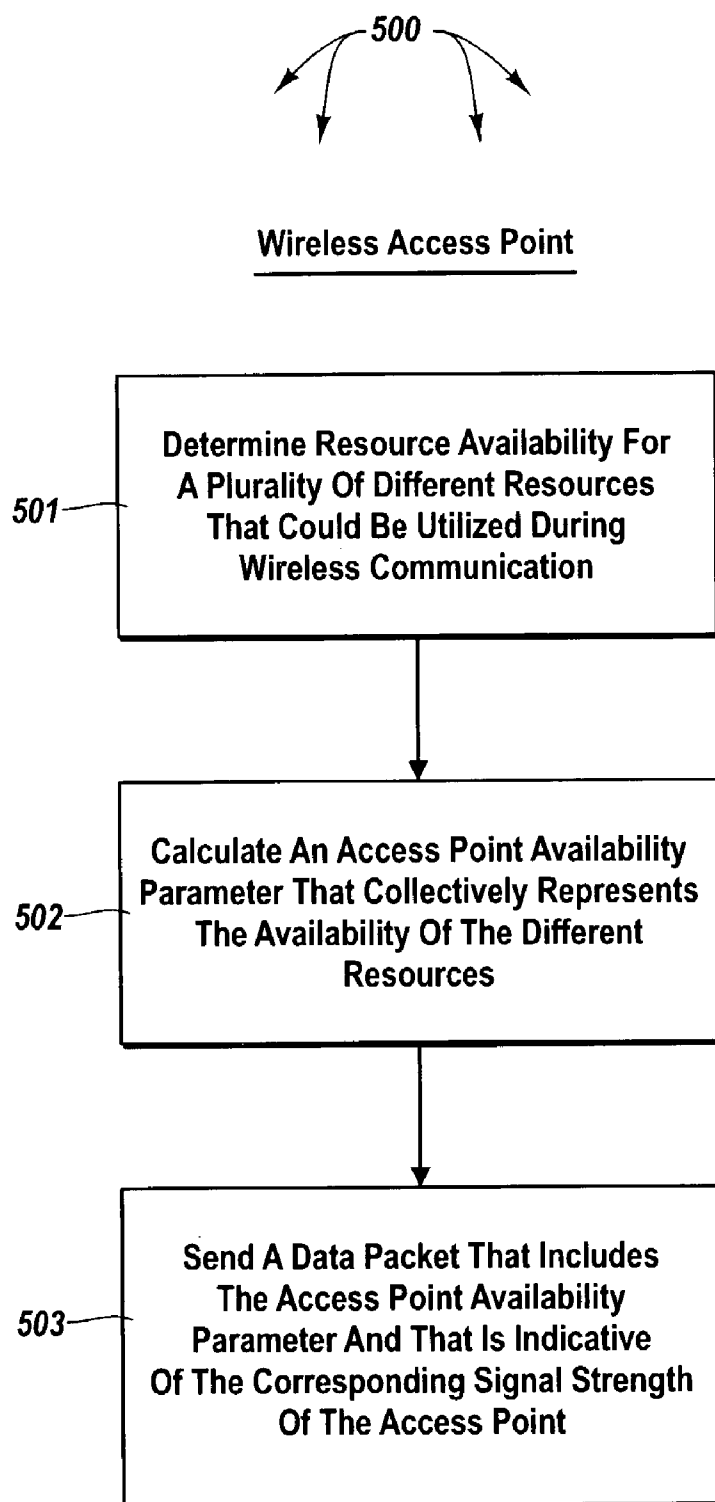 500
Wireless Access Point
Determine Resource Availability For
A Plurality Of Different Resources
That Could Be Utilized During
Wireless Communication
501
Calculate An Access Point Availability
Parameter That Collectively Represents
The Availability Of The Different
Resources
502
Send A Data Packet That Includes
The Access Point Availability
Parameter And That Is Indicative
Of The Corresponding Signal Strength
Of The Access Point
503